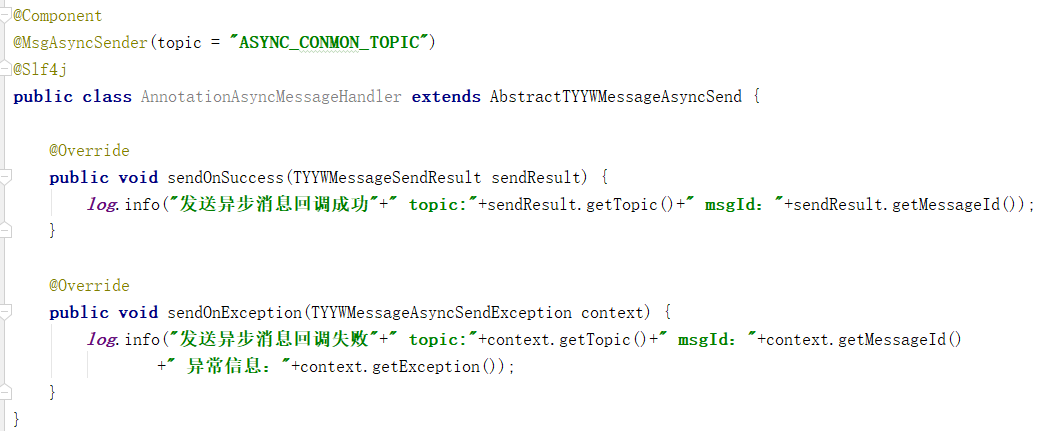 @Component
@MsgAsyncSender(topic = "ASYNC_CONMON_TOPIC")
@Slf4j
public class AnnotationAsyncMessageHandler extends AbstractTYYWMessageAsyncSend {
@Override
public void sendOnSuccess(TYYWMessageSendResult sendResult) {
log.info("发送异步消息回调成功"+" topic:"+sendResult.getTopic()+" msgId："+sendResult.getMessageId());
}
@Override
public void sendOnException(TYYWMessageAsyncSendException context) {
log.info("发送异步消息回调失败"+" topic:"+context.getTopic()+" msgId："+context.getMessageId()
+" 异常信息："+context.getException());
}
}